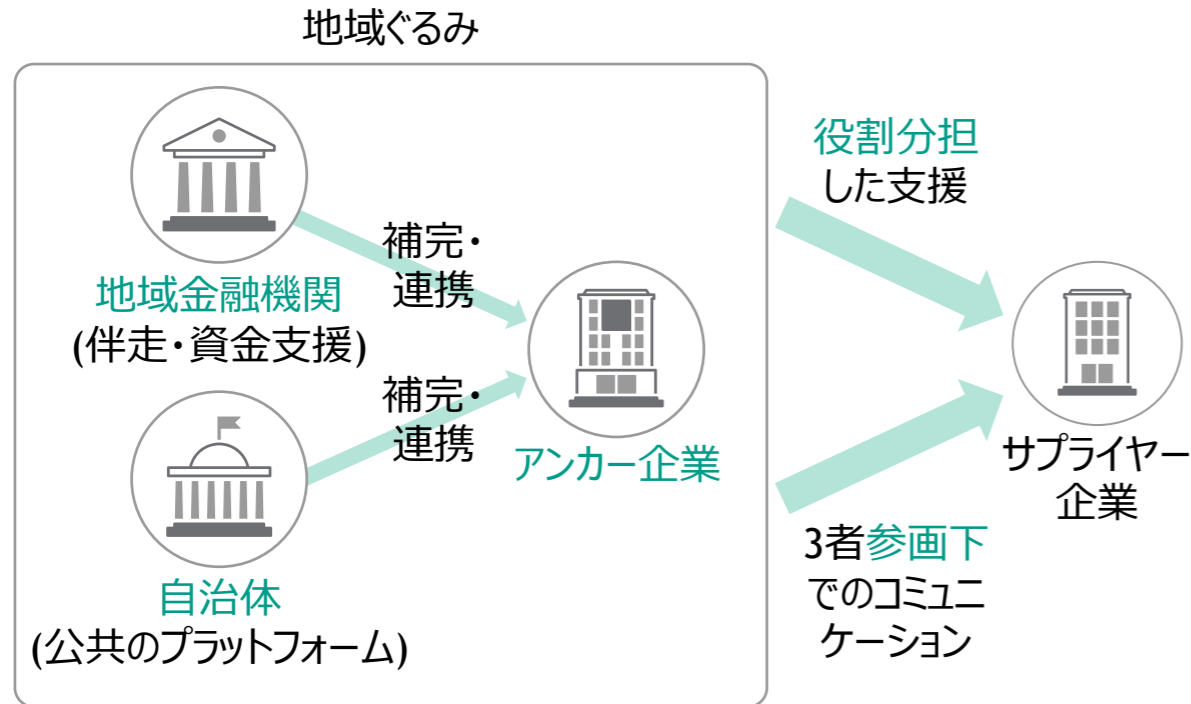 地域ぐるみ
地域金融機関
(伴走・資金支援)
補完・
連携
自治体
(公共のプラットフォーム)
補完・
連携
アンカー企業
役割分担
した支援
3者参画下
でのコミュニ
ケーション
サプライヤー
企業